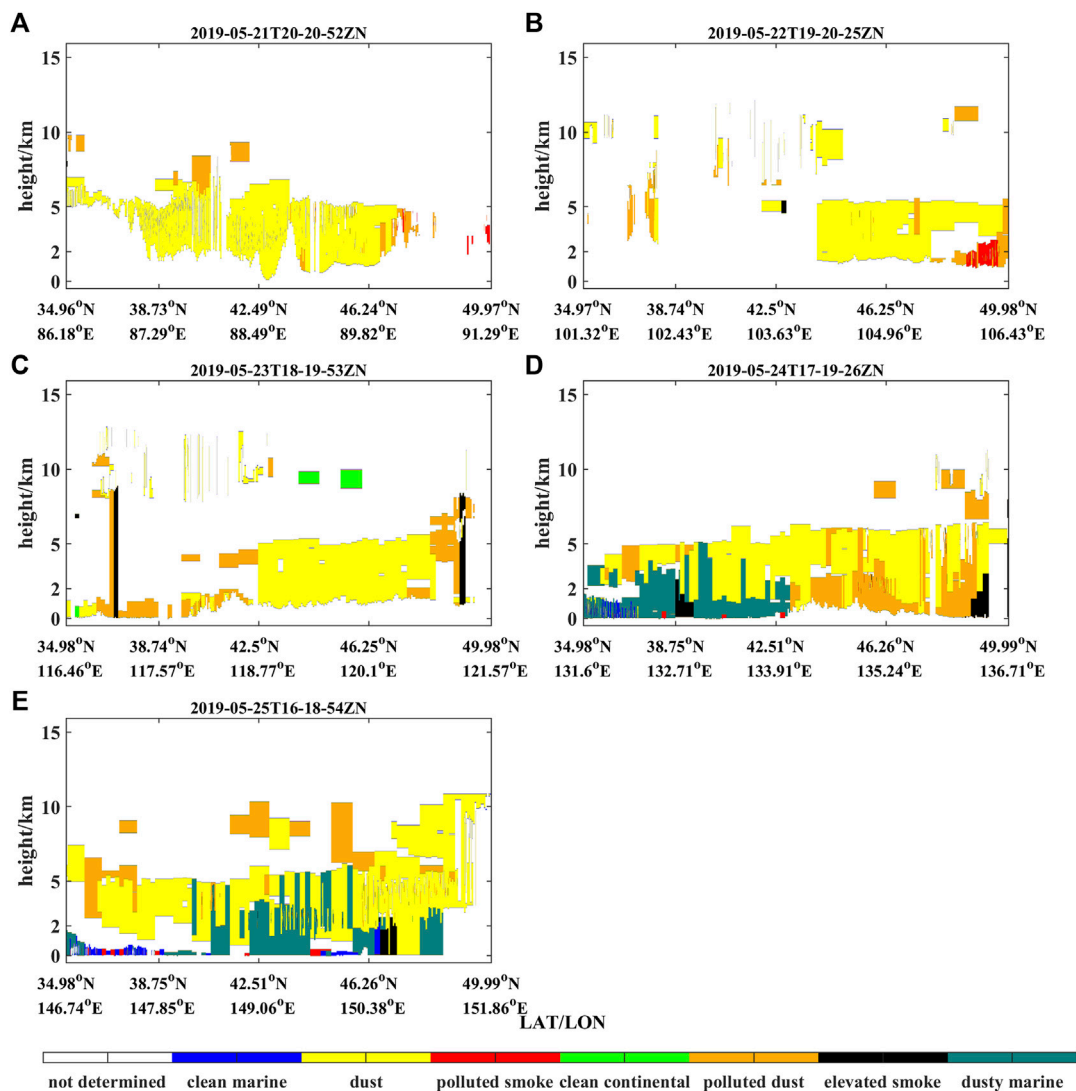 A
2019-05-21T20-20-52ZN
15
10
5
2
0
height/km
34.96°N 38.73°N 42.49°N 46.24°N 49.97°N
86.18°E 87.29°E 88.49°E 89.82°E 91.29°E
B
2019-05-22T19-20-25ZN
15
10
5
2
0
height/km
34.97°N 38.74°N 42.5°N 46.25°N 49.98°N
101.32°E 102.43°E 103.63°E 104.96°E 106.43°E
C
2019-05-23T18-19-53ZN
15
10
5
2
0
height/km
34.98°N 38.74°N 42.5°N 46.25°N 49.98°N
116.46°E 117.57°E 118.77°E 120.1°E 121.57°E
D
2019-05-24T17-19-26ZN
15
10
5
2
0
height/km
34.98°N 38.75°N 42.51°N 46.26°N 49.99°N
131.6°E 132.71°E 133.91°E 135.24°E 136.71°E
E
2019-05-25T16-18-54ZN
15
10
5
2
0
height/km
34.98°N 38.75°N 42.51°N 46.26°N 49.99°N
146.74°E 147.85°E 149.06°E 150.38°E 151.86°E
LAT/LON
not determined clean marine dust polluted smoke clean continental polluted dust elevated smoke dusty marine